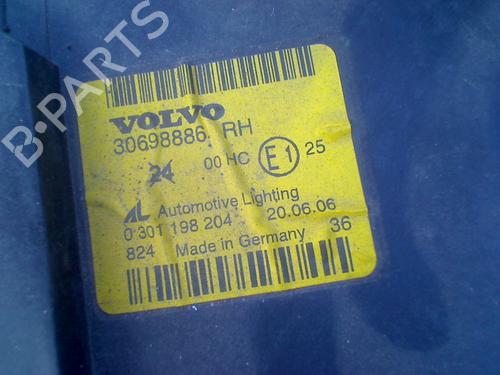 B-PARTS
VOLVO
30698886 RH
24 00 HC E1 25
AL Automotive Lighting
0 301 198 204 20.06.06
824 Made in Germany 36